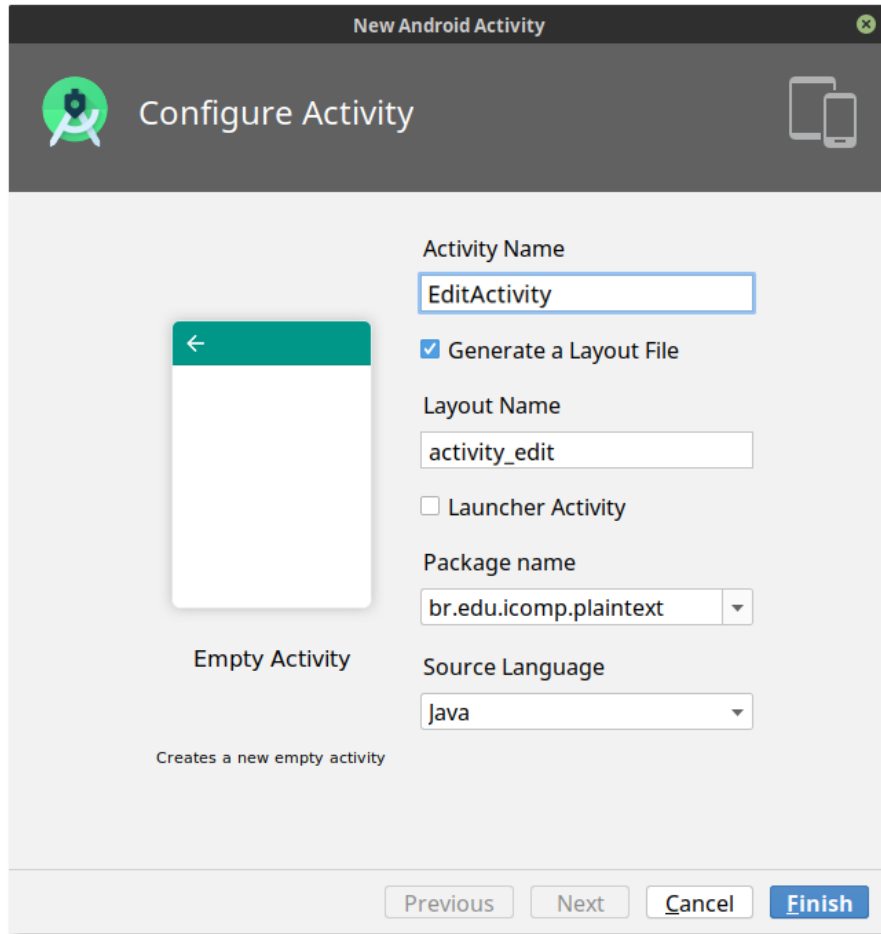 New Android Activity
Configure Activity
Activity Name
EditActivity
Generate a Layout File
Layout Name
activity_edit
Launcher Activity
Package name
br.edu.icomp.plaintext
Empty Activity
Source Language
Java
Creates a new empty activity
Previous
Next
Cancel
Finish